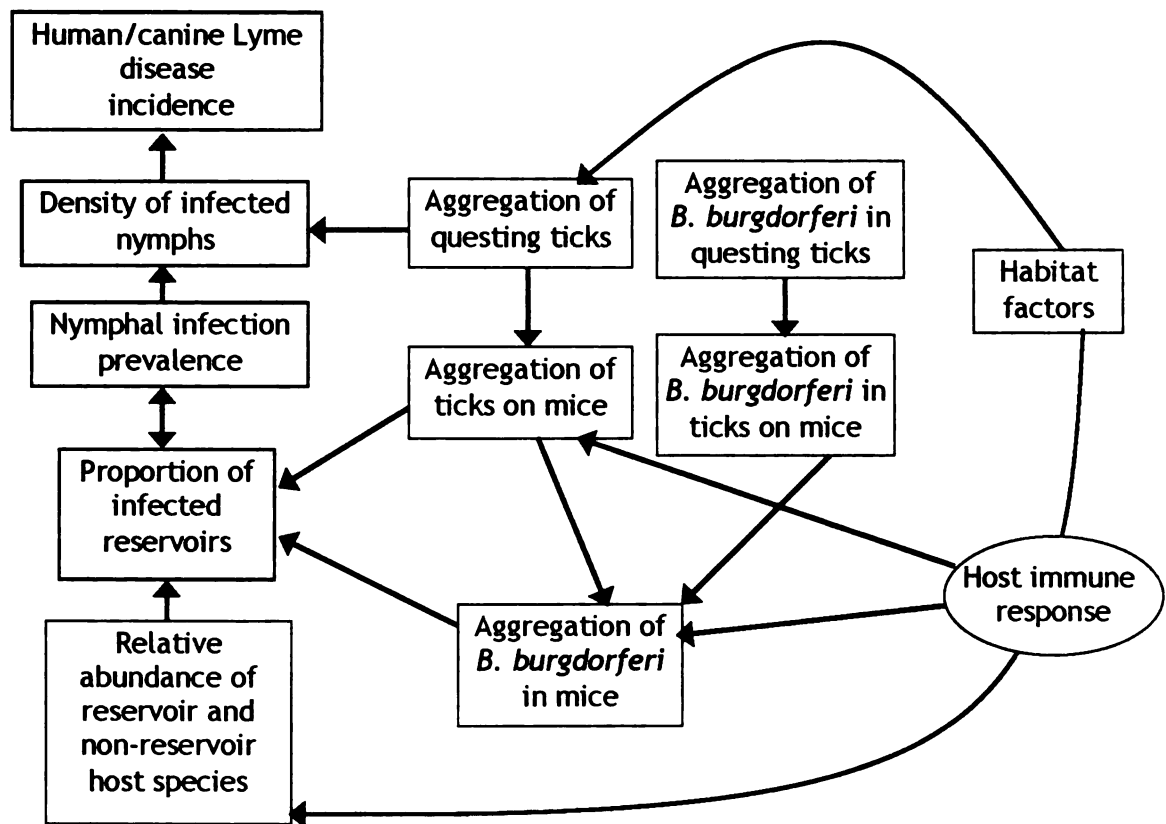 Human/canine Lyme
disease
incidence
Density of infected
nymphs
Nymphal infection
prevalence
Proportion of
infected
reservoirs
Relative
abundance of
reservoir and
non-reservoir
host species
Aggregation of
questing ticks
Aggregation of
ticks on mice
Aggregation of
B. burgdorferi
in mice
Aggregation of
B. burgdorferi in
questing ticks
Aggregation of
B. burgdorferi in
ticks on mice
Habitat
factors
Host immune
response